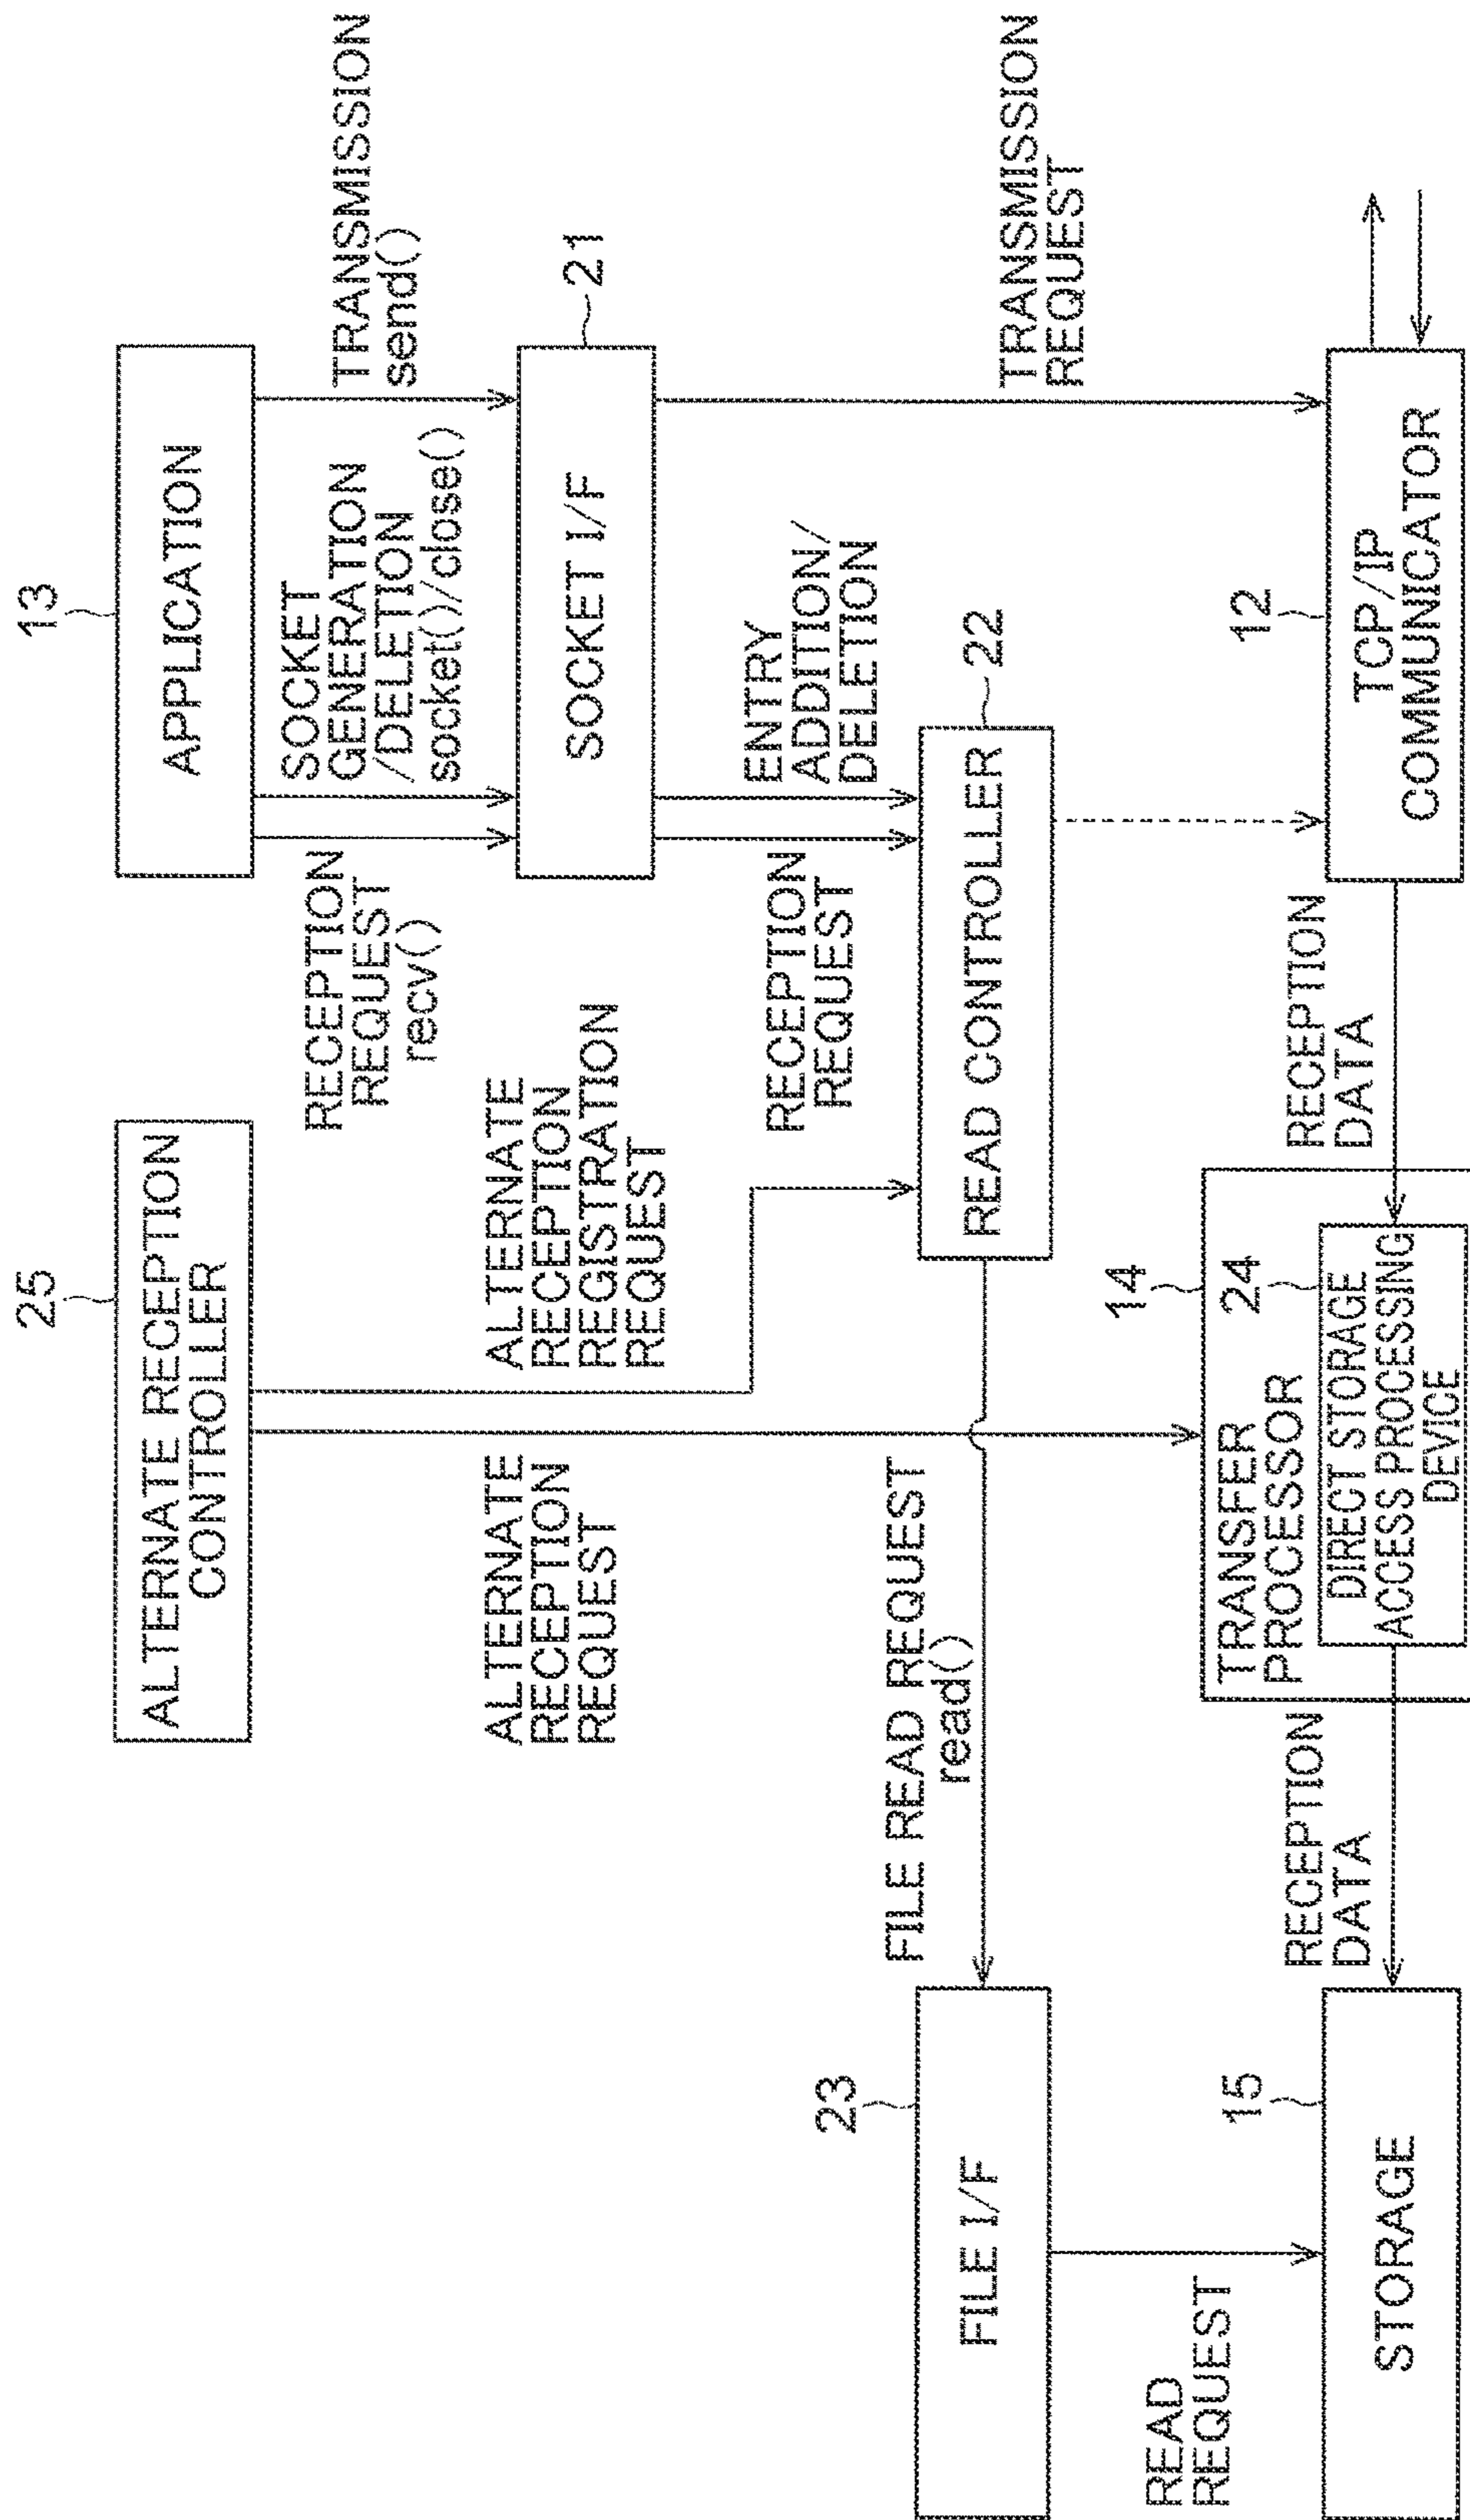 25
ALTERNATE RECEPTION
CONTROLLER
13
APPLICATION
RECEPTION
REQUEST
recv()
SOCKET
GENERATION
/DELETION
socket()/close()
TRANSMISSION
send()
ALTERNATE
RECEPTION
REQUEST
ALTERNATE
RECEPTION
REGISTRATION
REQUEST
SOCKET I/F
21
RECEPTION
REQUEST
ENTRY
ADDITION/
DELETION
23
FILE I/F
FILE READ REQUEST
read()
READ CONTROLLER
22
TRANSMISSION
REQUEST
READ
REQUEST
15
STORAGE
RECEPTION
DATA
14
TRANSFER
PROCESSOR
24
DIRECT STORAGE
ACCESS PROCESSING
DEVICE
RECEPTION
DATA
12
TCP/IP
COMMUNICATOR